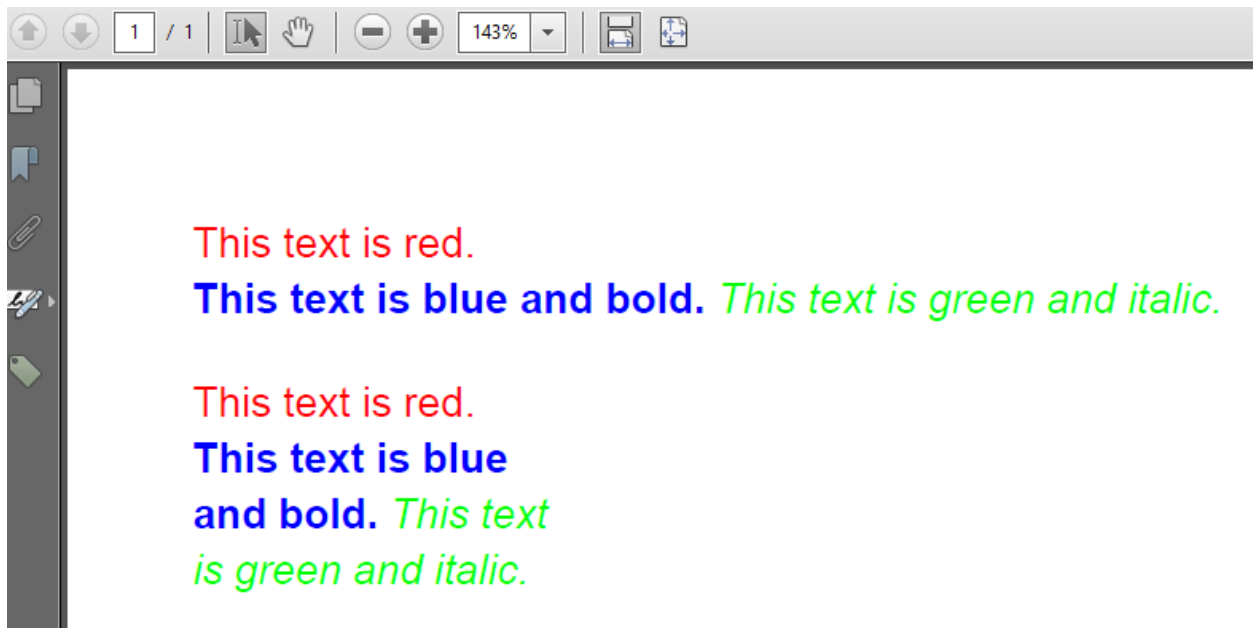 1 / 1 143%
This text is red.
This text is blue and bold. This text is green and italic.
This text is red.
This text is blue
and bold. This text
is green and italic.